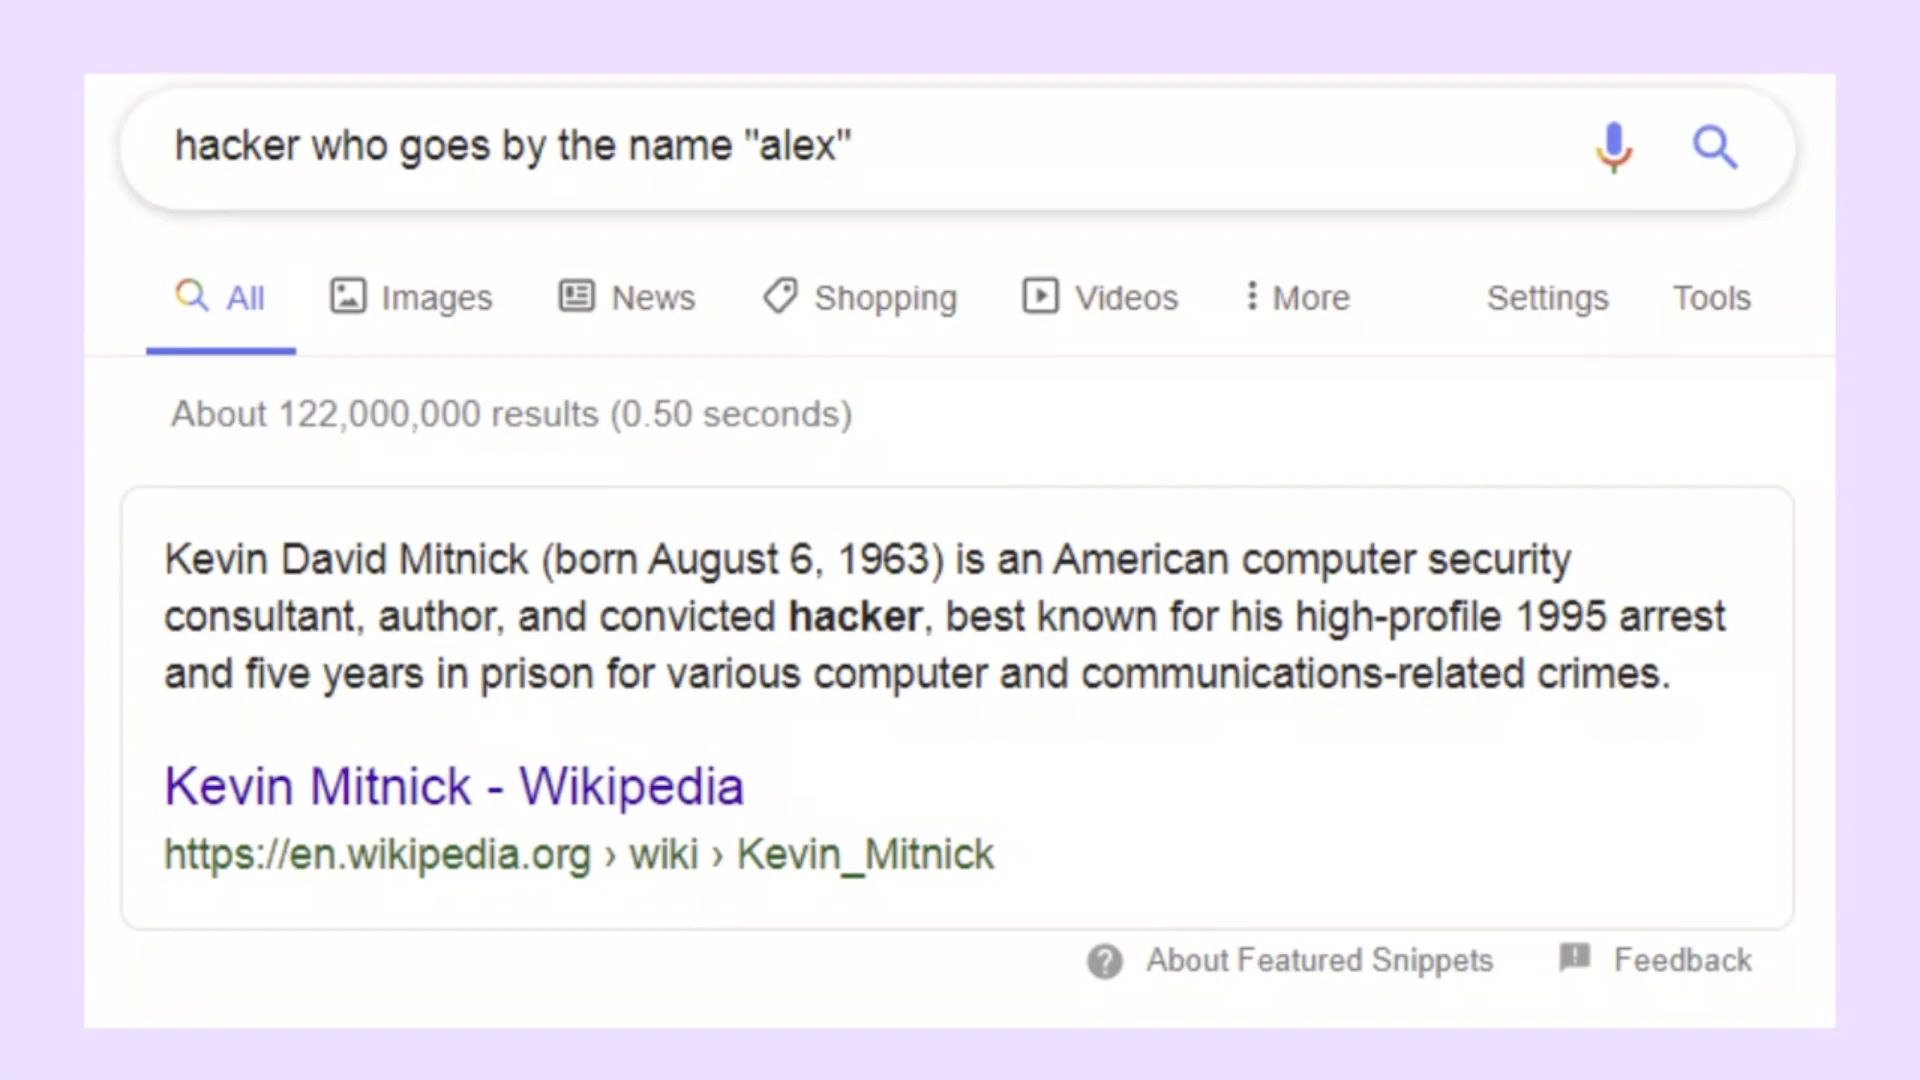 hacker who goes by the name "alex"
All Images News Shopping Videos More Settings Tools
About 122,000,000 results (0.50 seconds)
Kevin David Mitnick (born August 6, 1963) is an American computer security
consultant, author, and convicted hacker, best known for his high-profile 1995 arrest
and five years in prison for various computer and communications-related crimes.
Kevin Mitnick - Wikipedia
https://en.wikipedia.org › wiki › Kevin_Mitnick
About Featured Snippets Feedback